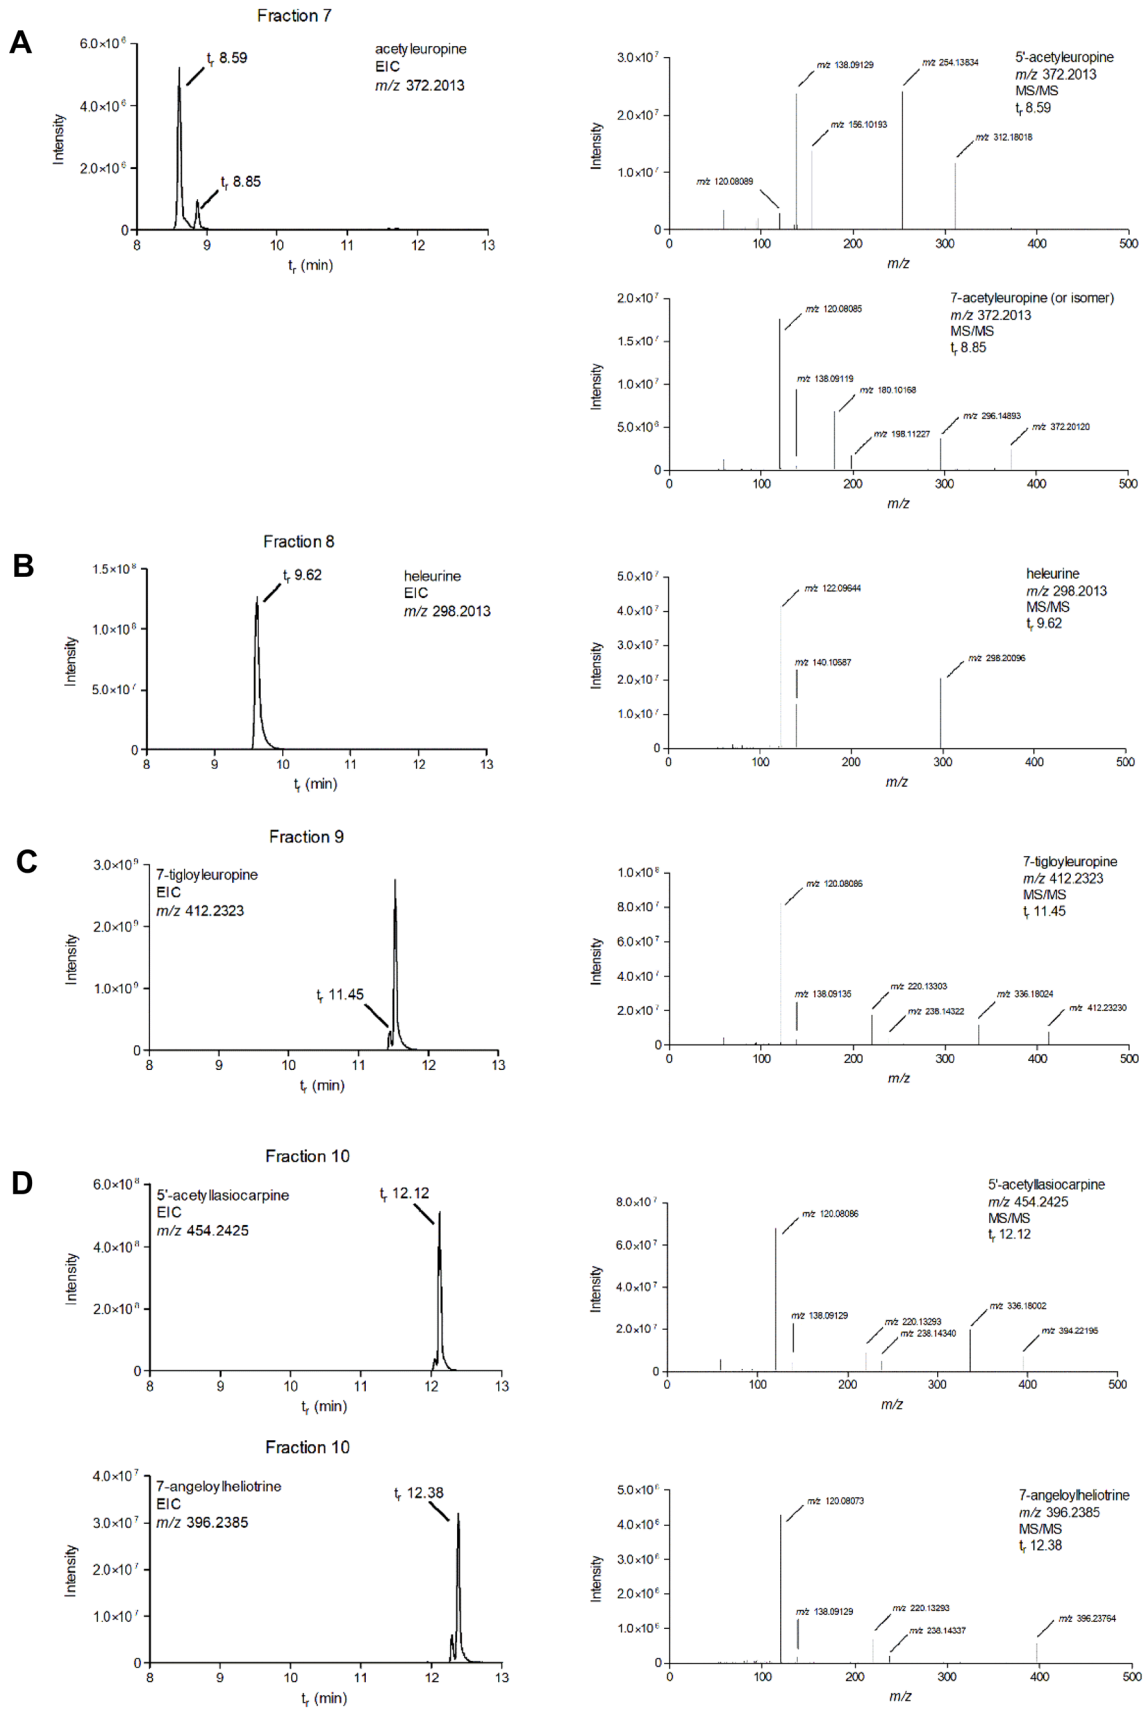 Fraction 7
A
6.0×10⁶
4.0×10⁶
2.0×10⁶
0
Intensity
tr 8.59
tr 8.85
acetyleuropine
EIC
m/z 372.2013
8 9 10 11 12 13
tr (min)
3.0×10⁷
2.0×10⁷
1.0×10⁷
0
Intensity
m/z 138.09129
m/z 254.13834
m/z 156.10193
m/z 312.18018
m/z 120.08089
5'-acetyleuropine
m/z 372.2013
MS/MS
tr 8.59
0 100 200 300 400 500
m/z
2.0×10⁷
1.5×10⁷
1.0×10⁷
5.0×10⁶
0
Intensity
m/z 120.08085
m/z 138.09119
m/z 180.10168
m/z 198.11227
m/z 296.14893
m/z 372.20120
7-acetyleuropine (or isomer)
m/z 372.2013
MS/MS
tr 8.85
0 100 200 300 400 500
m/z
Fraction 8
B
1.5×10⁸
1.0×10⁸
5.0×10⁷
0
Intensity
tr 9.62
heleurine
EIC
m/z 298.2013
8 9 10 11 12 13
tr (min)
5.0×10⁷
4.0×10⁷
3.0×10⁷
2.0×10⁷
1.0×10⁷
0
Intensity
m/z 122.09644
m/z 140.10687
m/z 298.20096
heleurine
m/z 298.2013
MS/MS
tr 9.62
0 100 200 300 400 500
m/z
Fraction 9
C
3.0×10⁹
2.0×10⁹
1.0×10⁹
0
Intensity
7-tigloyleuropine
EIC
m/z 412.2323
tr 11.45
8 9 10 11 12 13
tr (min)
1.0×10⁸
8.0×10⁷
6.0×10⁷
4.0×10⁷
2.0×10⁷
0
Intensity
m/z 120.08086
m/z 138.09135
m/z 220.13303
m/z 238.14322
m/z 336.18024
m/z 412.23230
7-tigloyleuropine
m/z 412.2323
MS/MS
tr 11.45
0 100 200 300 400 500
m/z
Fraction 10
D
6.0×10⁸
4.0×10⁸
2.0×10⁸
0
Intensity
5'-acetyllasiocarpine
EIC
m/z 454.2425
tr 12.12
8 9 10 11 12 13
tr (min)
8.0×10⁷
6.0×10⁷
4.0×10⁷
2.0×10⁷
0
Intensity
m/z 120.08086
m/z 138.09129
m/z 220.13293
m/z 238.14340
m/z 336.18002
m/z 394.22195
5'-acetyllasiocarpine
m/z 454.2425
MS/MS
tr 12.12
0 100 200 300 400 500
m/z
Fraction 10
4.0×10⁷
3.0×10⁷
2.0×10⁷
1.0×10⁷
0
Intensity
7-angeloylheliotrine
EIC
m/z 396.2385
tr 12.38
8 9 10 11 12 13
tr (min)
5.0×10⁶
4.0×10⁶
3.0×10⁶
2.0×10⁶
1.0×10⁶
0
Intensity
m/z 120.08073
m/z 138.09129
m/z 220.13293
m/z 238.14337
m/z 396.23764
7-angeloylheliotrine
m/z 396.2385
MS/MS
tr 12.38
0 100 200 300 400 500
m/z